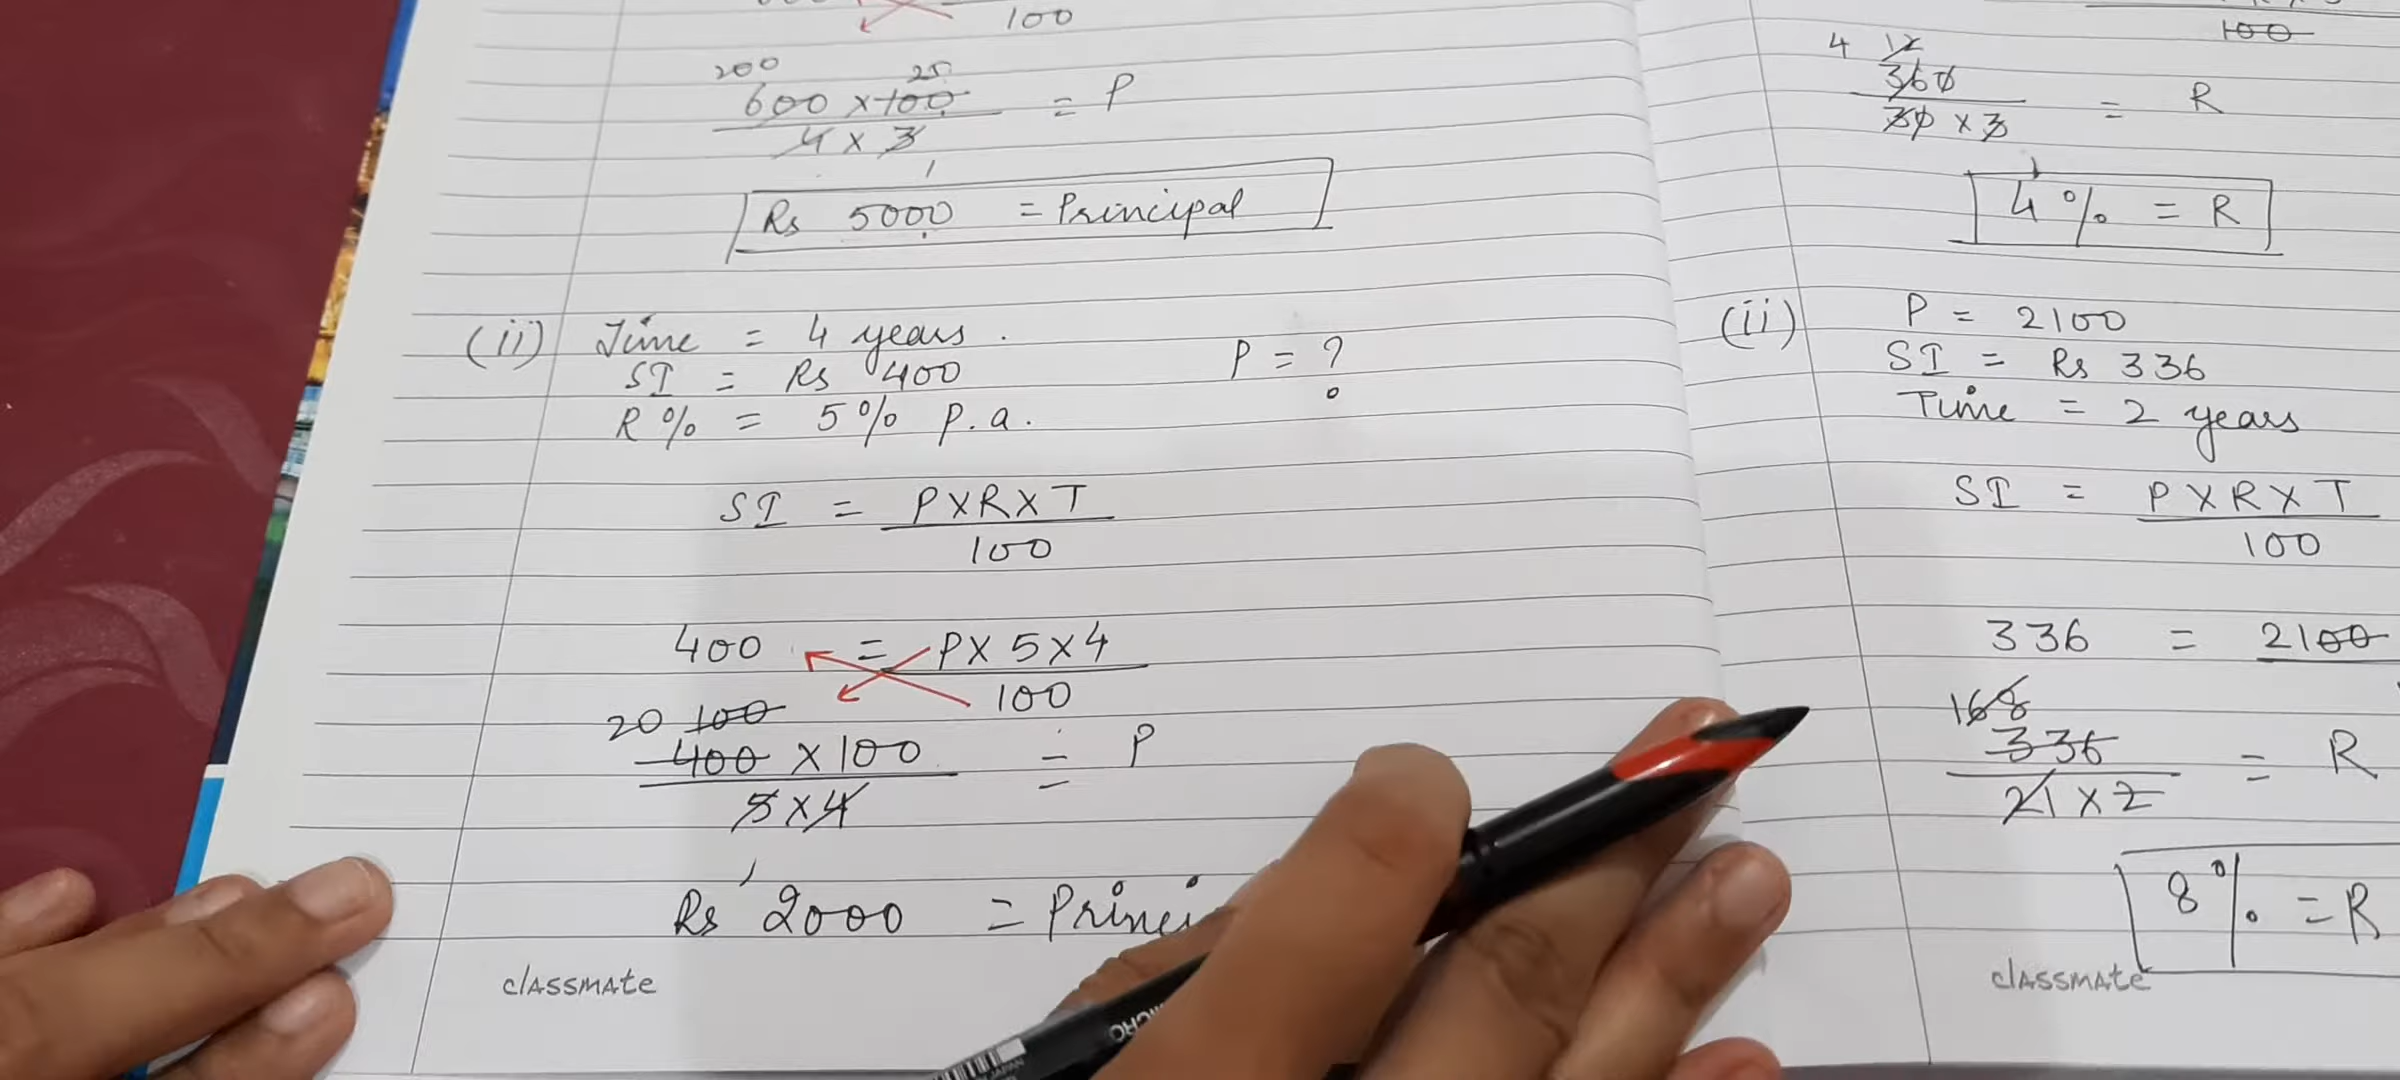 100
200 25
600 x 100 = P
4 x 3
1
Rs 5000 = Principal
(ii) Time = 4 years. P = ?
SI = Rs 400
R% = 5% p.a.
SI = P X R X T
100
400 = P X 5 X 4
100
20 100
400 X 100 = P
5 X 4
1
Rs 2000 = Princi
classmate
100
4 12
360 = R
30 x 3
1
4% = R
(ii) P = 2100
SI = Rs 336
Time = 2 years
SI = P X R X T
100
336 = 2100
168
336 = R
21 X 2
8% = R
classmate